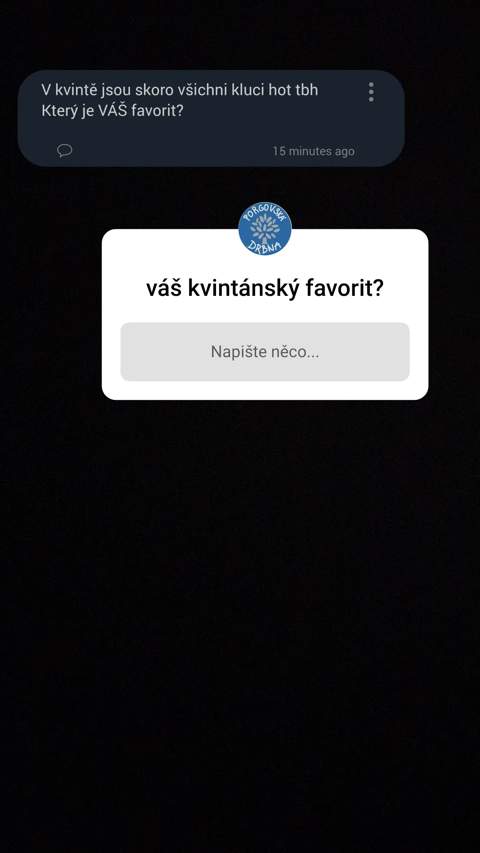 V kvintě jsou skoro všichni kluci hot tbh
Který je VÁŠ favorit?
15 minutes ago
PORGOVSKÁ
DRBNA
váš kvintánský favorit?
Napište něco...